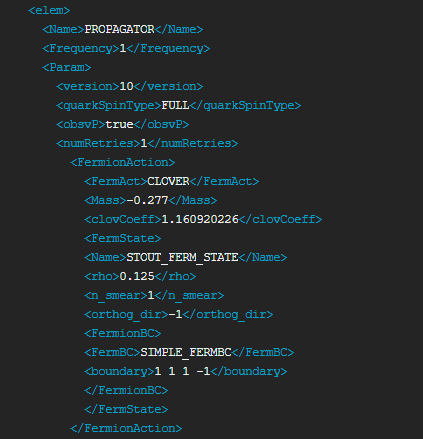 <elem>
<Name>PROPAGATOR</Name>
<Frequency>1</Frequency>
<Param>
<version>10</version>
<quarkSpinType>FULL</quarkSpinType>
<obsvP>true</obsvP>
<numRetries>1</numRetries>
<FermionAction>
<FermAct>CLOVER</FermAct>
<Mass>-0.277</Mass>
<clovCoeff>1.160920226</clovCoeff>
<FermState>
<Name>STOUT_FERM_STATE</Name>
<rho>0.125</rho>
<n_smear>1</n_smear>
<orthog_dir>-1</orthog_dir>
<FermionBC>
<FermBC>SIMPLE_FERMBC</FermBC>
<boundary>1 1 1 -1</boundary>
</FermionBC>
</FermState>
</FermionAction>